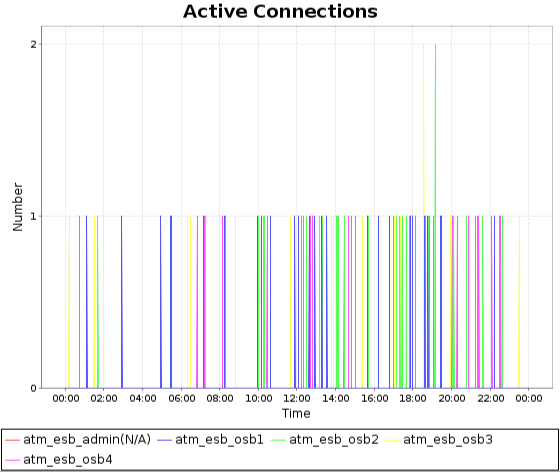 Active Connections
2
1
0
Number
00:00 02:00 04:00 06:00 08:00 10:00 12:00 14:00 16:00 18:00 20:00 22:00 00:00
Time
atm_esb_admin(N/A) atm_esb_osb1 atm_esb_osb2 atm_esb_osb3
atm_esb_osb4